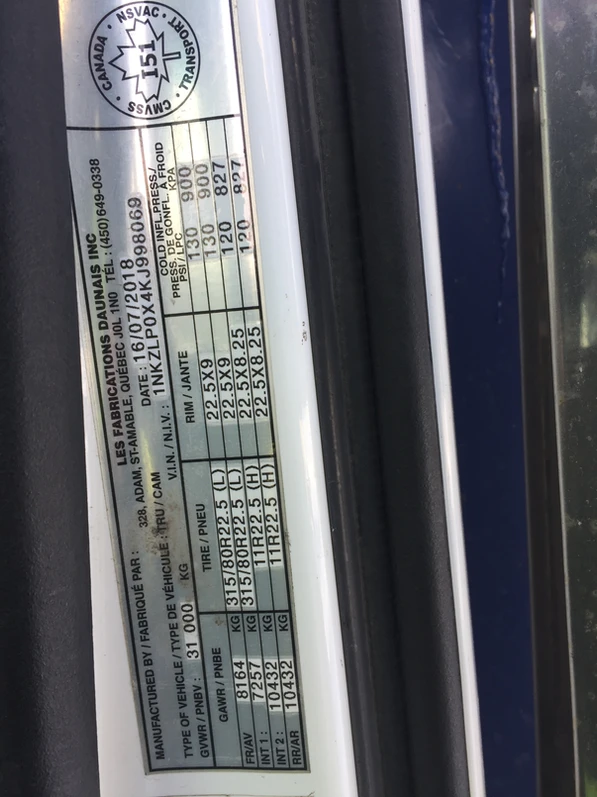 MANUFACTURED BY / FABRIQUÉ PAR : LES FABRICATIONS DAUNAIS INC
328, ADAM, ST-AMABLE, QUÉBEC J0L 1N0 TÉL : (450) 649-0338
DATE : 16/07/2018
TYPE OF VEHICLE / TYPE DE VÉHICULE : TRU / CAM
V.I.N. / N.I.V. : 1NKZLP0X4KJ998069
GVWR / PNBV : 31 000 KG
COLD INFL.PRESS./
PRESS. DE GONFL. À FROID
GAWR / PNBE TIRE / PNEU RIM / JANTE PSI / LPC KPA
8164 KG 315/80R22.5 (L) 22.5X9 130 900
FR/AV 7257 KG 315/80R22.5 (L) 22.5X9 130 900
INT 1 : 10432 KG 11R22.5 (H) 22.5X8.25 120 827
INT 2 : 10432 KG 11R22.5 (H) 22.5X8.25 120 827
RR/AR
CANADA • NSVAC • TRANSPORT • CMVSS •
151